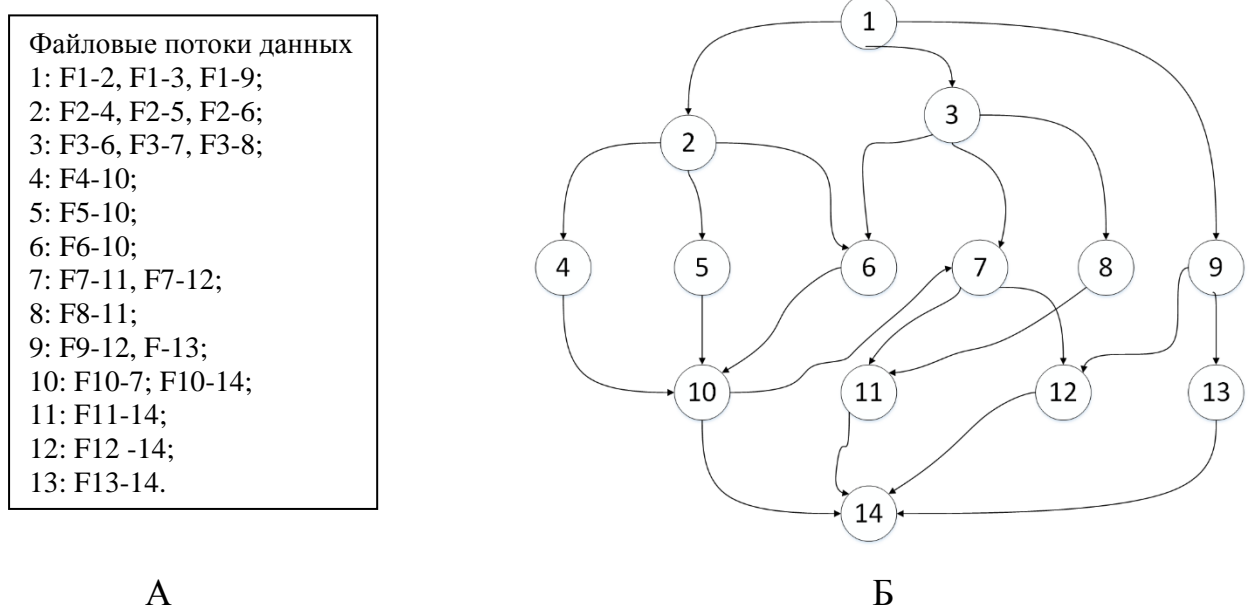 Файловые потоки данных
1: F1-2, F1-3, F1-9;
2: F2-4, F2-5, F2-6;
3: F3-6, F3-7, F3-8;
4: F4-10;
5: F5-10;
6: F6-10;
7: F7-11, F7-12;
8: F8-11;
9: F9-12, F-13;
10: F10-7; F10-14;
11: F11-14;
12: F12 -14;
13: F13-14.
1
3
2
4
5
6
7
8
9
10
11
12
13
14
А
Б